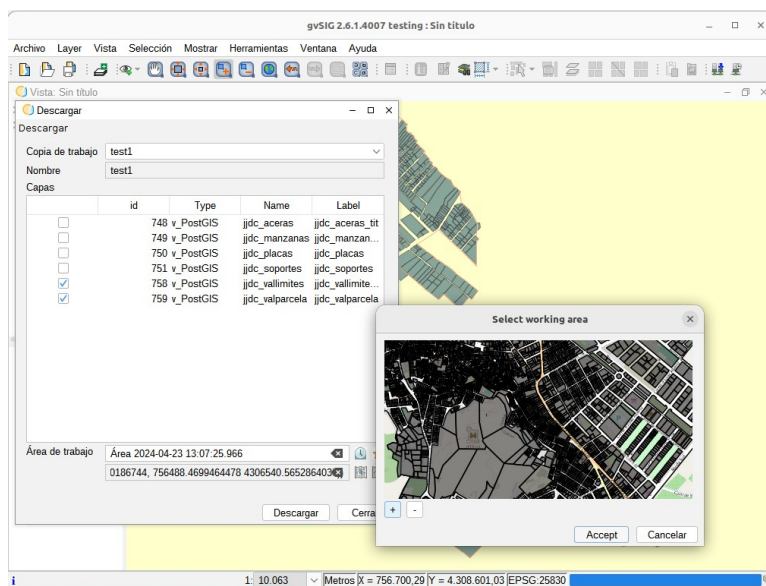 gvSIG 2.6.1.4007 testing : Sin título
Archivo Layer Vista Selección Mostrar Herramientas Ventana Ayuda
Vista: Sin título
Descargar
Descargar
Copia de trabajo test1
Nombre test1
Capas
id Type Name Label
748 v_PostGIS jjdc_aceras jjdc_aceras_tit
749 v_PostGIS jjdc_manzanas jjdc_manzan...
750 v_PostGIS jjdc_placas jjdc_placas
751 v_PostGIS jjdc_soportes jjdc_soportes
758 v_PostGIS jjdc_vallimites jjdc_vallimite...
759 v_PostGIS jjdc_valparcela jjdc_valparcela
Select working area
Área de trabajo Área 2024-04-23 13:07:25.966
0186744, 756488.4699464478 4306540.565286403
+ -
Descargar Cerra
Accept Cancelar
1: 10.063 Metros X = 756.700,29 Y = 4.308.601,03 EPSG:25830